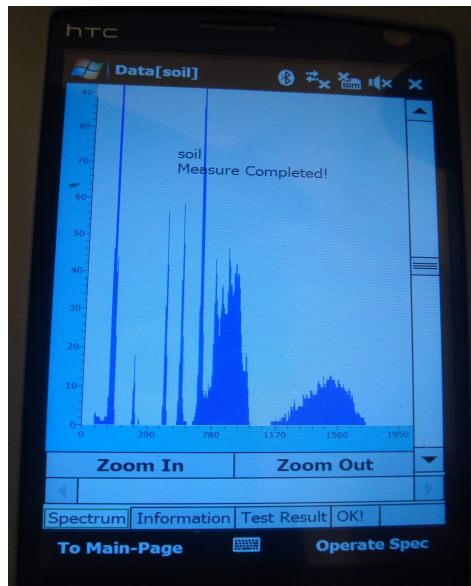 hTC
Data[soil]
Sim
90
80
70
60
50
40
30
20
10
0
soil
Measure Completed!
0 390 780 1170 1560 1950
Zoom In Zoom Out
Spectrum Information Test Result OK!
To Main-Page Operate Spec